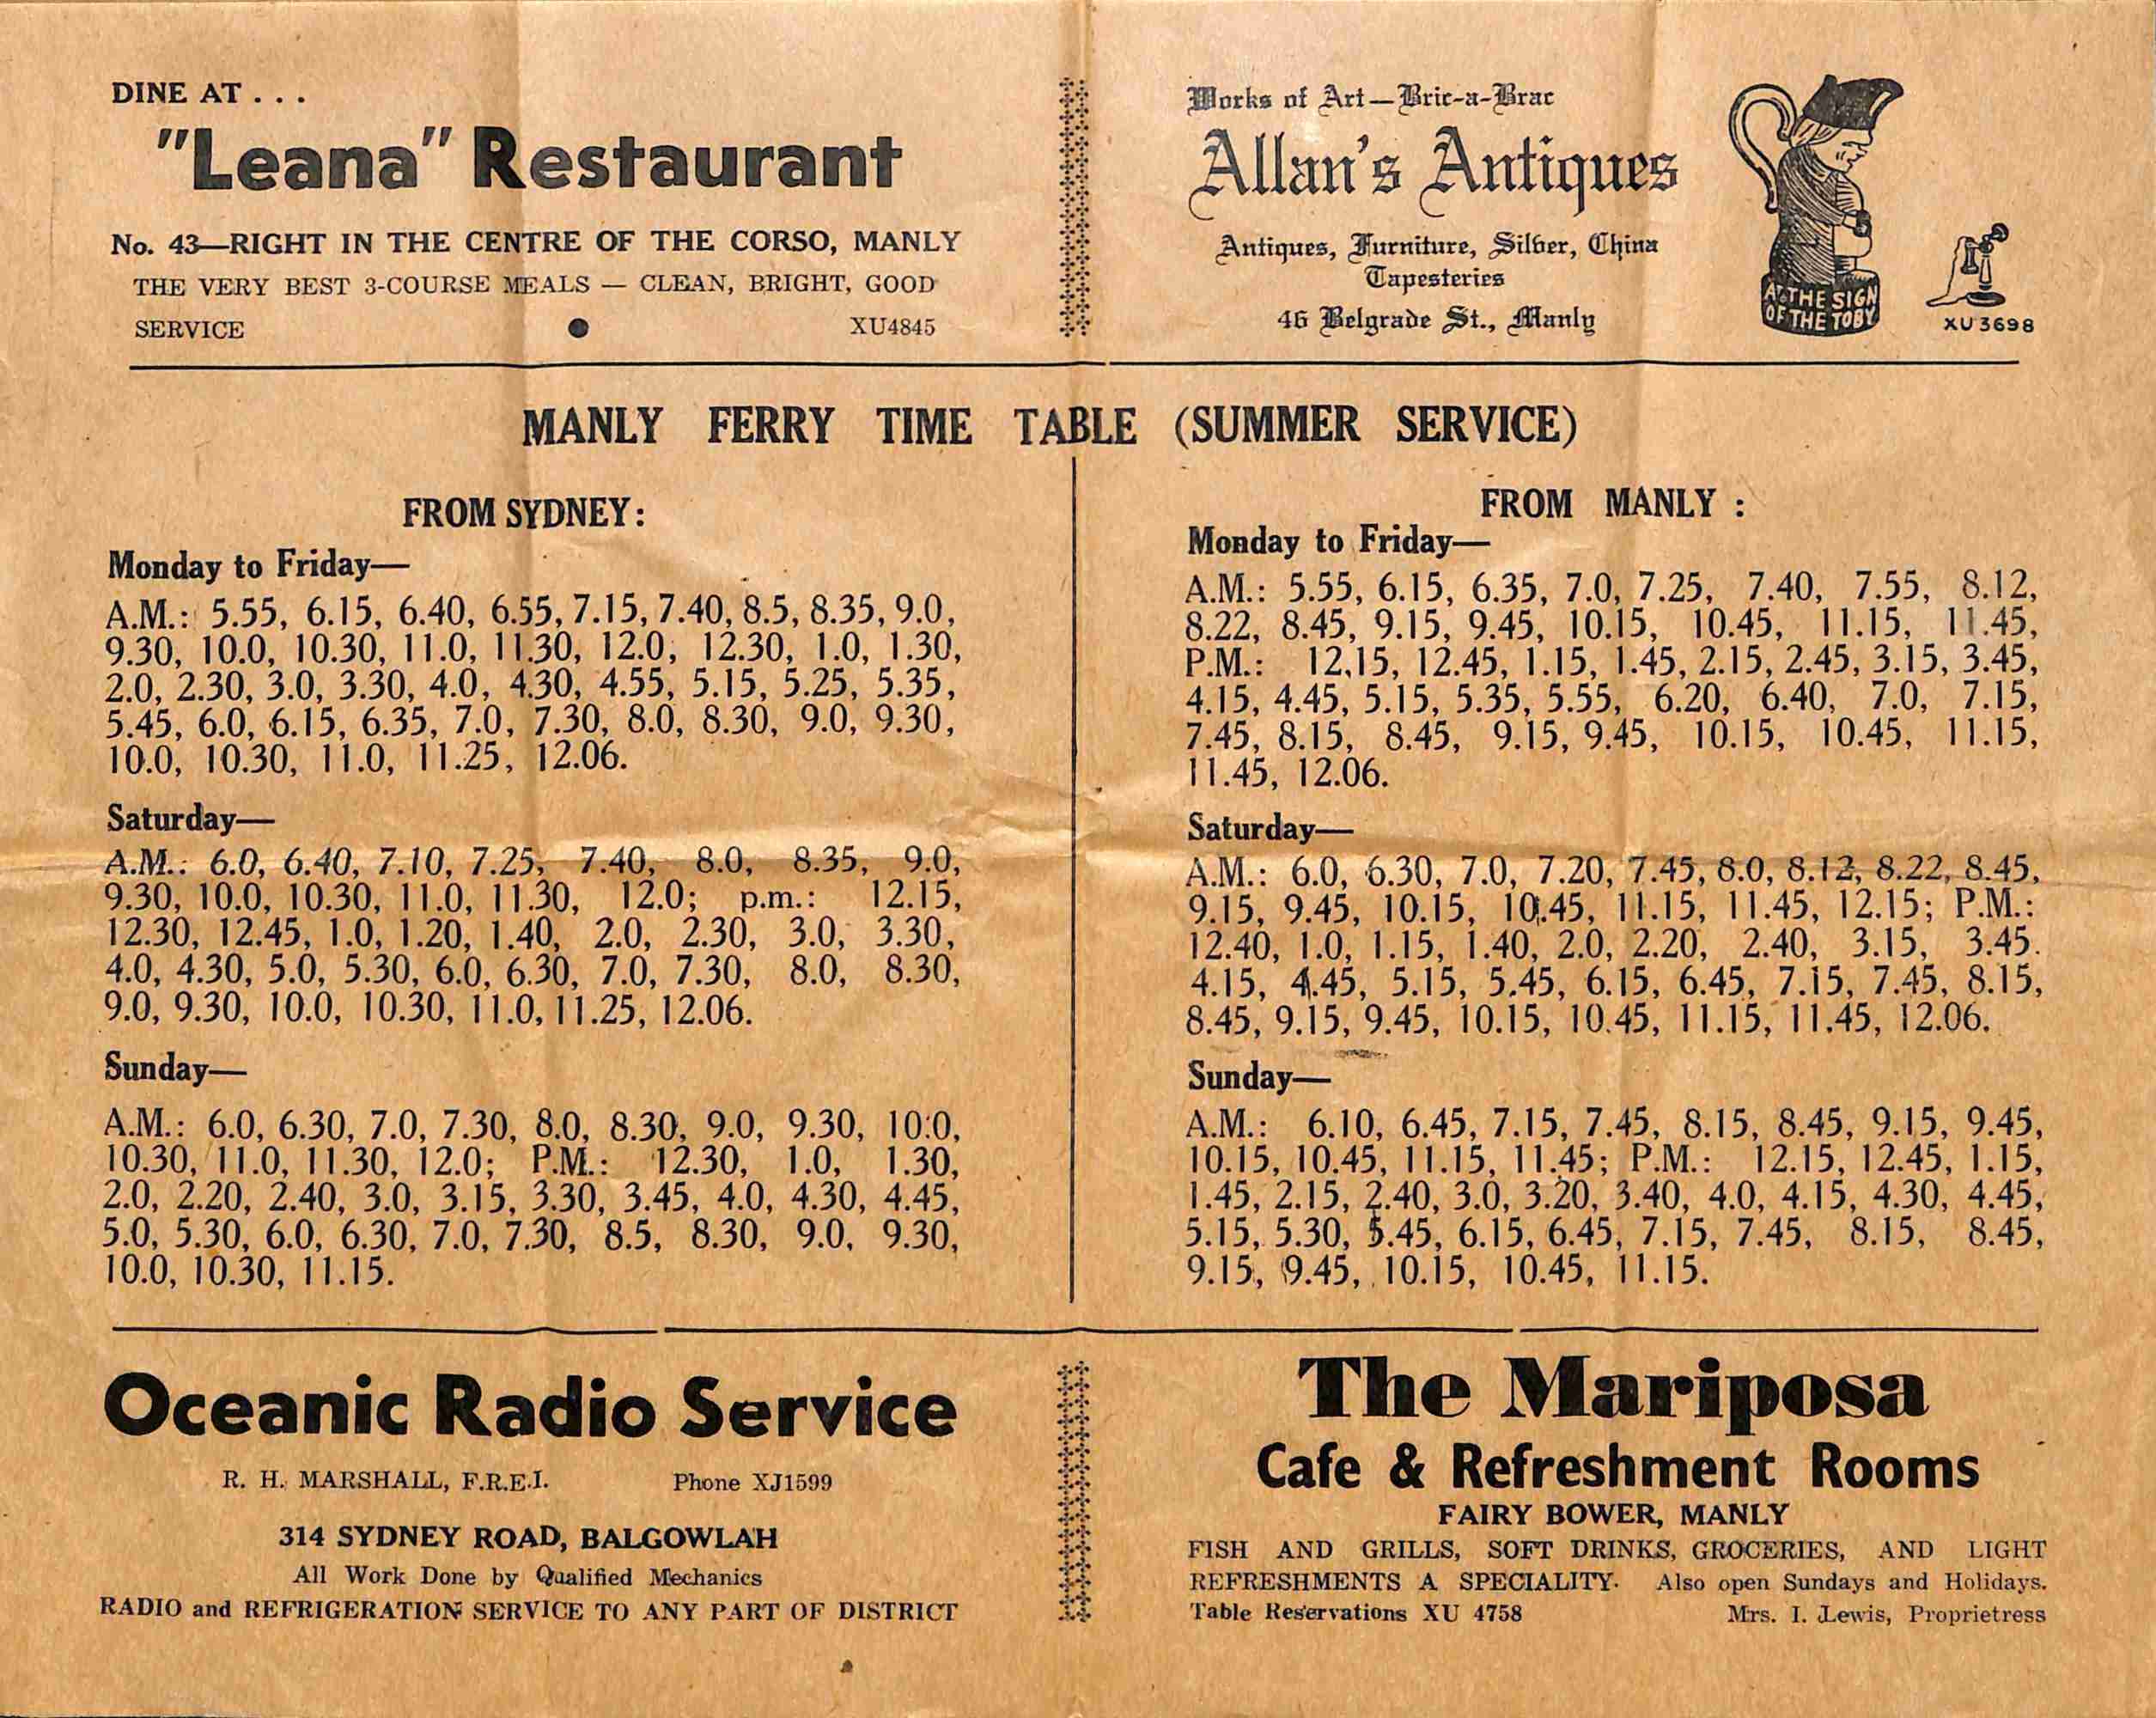 DINE AT . . .
"Leana" Restaurant
No. 43—RIGHT IN THE CENTRE OF THE CORSO, MANLY
THE VERY BEST 3-COURSE MEALS — CLEAN, BRIGHT, GOOD
SERVICE ● XU4845
Works of Art—Bric-a-Brac
Allan's Antiques
Antiques, Furniture, Silver, China
Tapesteries
46 Belgrade St., Manly
AT THE SIGN
OF THE TOBY
XU 3698
MANLY FERRY TIME TABLE (SUMMER SERVICE)
FROM SYDNEY:
Monday to Friday—
A.M.: 5.55, 6.15, 6.40, 6.55, 7.15, 7.40, 8.5, 8.35, 9.0,
9.30, 10.0, 10.30, 11.0, 11.30, 12.0; 12.30, 1.0, 1.30,
2.0, 2.30, 3.0, 3.30, 4.0, 4.30, 4.55, 5.15, 5.25, 5.35,
5.45, 6.0, 6.15, 6.35, 7.0, 7.30, 8.0, 8.30, 9.0, 9.30,
10.0, 10.30, 11.0, 11.25, 12.06.
Saturday—
A.M.: 6.0, 6.40, 7.10, 7.25, 7.40, 8.0, 8.35, 9.0,
9.30, 10.0, 10.30, 11.0, 11.30, 12.0; p.m.: 12.15,
12.30, 12.45, 1.0, 1.20, 1.40, 2.0, 2.30, 3.0, 3.30,
4.0, 4.30, 5.0, 5.30, 6.0, 6.30, 7.0, 7.30, 8.0, 8.30,
9.0, 9.30, 10.0, 10.30, 11.0, 11.25, 12.06.
Sunday—
A.M.: 6.0, 6.30, 7.0, 7.30, 8.0, 8.30, 9.0, 9.30, 10.0,
10.30, 11.0, 11.30, 12.0; P.M.: 12.30, 1.0, 1.30,
2.0, 2.20, 2.40, 3.0, 3.15, 3.30, 3.45, 4.0, 4.30, 4.45,
5.0, 5.30, 6.0, 6.30, 7.0, 7.30, 8.5, 8.30, 9.0, 9.30,
10.0, 10.30, 11.15.
FROM MANLY :
Monday to Friday—
A.M.: 5.55, 6.15, 6.35, 7.0, 7.25, 7.40, 7.55, 8.12,
8.22, 8.45, 9.15, 9.45, 10.15, 10.45, 11.15, 11.45,
P.M.: 12.15, 12.45, 1.15, 1.45, 2.15, 2.45, 3.15, 3.45,
4.15, 4.45, 5.15, 5.35, 5.55, 6.20, 6.40, 7.0, 7.15,
7.45, 8.15, 8.45, 9.15, 9.45, 10.15, 10.45, 11.15,
11.45, 12.06.
Saturday—
A.M.: 6.0, 6.30, 7.0, 7.20, 7.45, 8.0, 8.12, 8.22, 8.45,
9.15, 9.45, 10.15, 10.45, 11.15, 11.45, 12.15; P.M.:
12.40, 1.0, 1.15, 1.40, 2.0, 2.20, 2.40, 3.15, 3.45.
4.15, 4.45, 5.15, 5.45, 6.15, 6.45, 7.15, 7.45, 8.15,
8.45, 9.15, 9.45, 10.15, 10.45, 11.15, 11.45, 12.06.
Sunday—
A.M.: 6.10, 6.45, 7.15, 7.45, 8.15, 8.45, 9.15, 9.45,
10.15, 10.45, 11.15, 11.45; P.M.: 12.15, 12.45, 1.15,
1.45, 2.15, 2.40, 3.0, 3.20, 3.40, 4.0, 4.15, 4.30, 4.45,
5.15, 5.30, 5.45, 6.15, 6.45, 7.15, 7.45, 8.15, 8.45,
9.15, 9.45, 10.15, 10.45, 11.15.
Oceanic Radio Service
R. H. MARSHALL, F.R.E.I. Phone XJ1599
314 SYDNEY ROAD, BALGOWLAH
All Work Done by Qualified Mechanics
RADIO and REFRIGERATION SERVICE TO ANY PART OF DISTRICT
The Mariposa
Cafe & Refreshment Rooms
FAIRY BOWER, MANLY
FISH AND GRILLS, SOFT DRINKS, GROCERIES, AND LIGHT
REFRESHMENTS A SPECIALITY. Also open Sundays and Holidays.
Table Reservations XU 4758 Mrs. I. Lewis, Proprietress